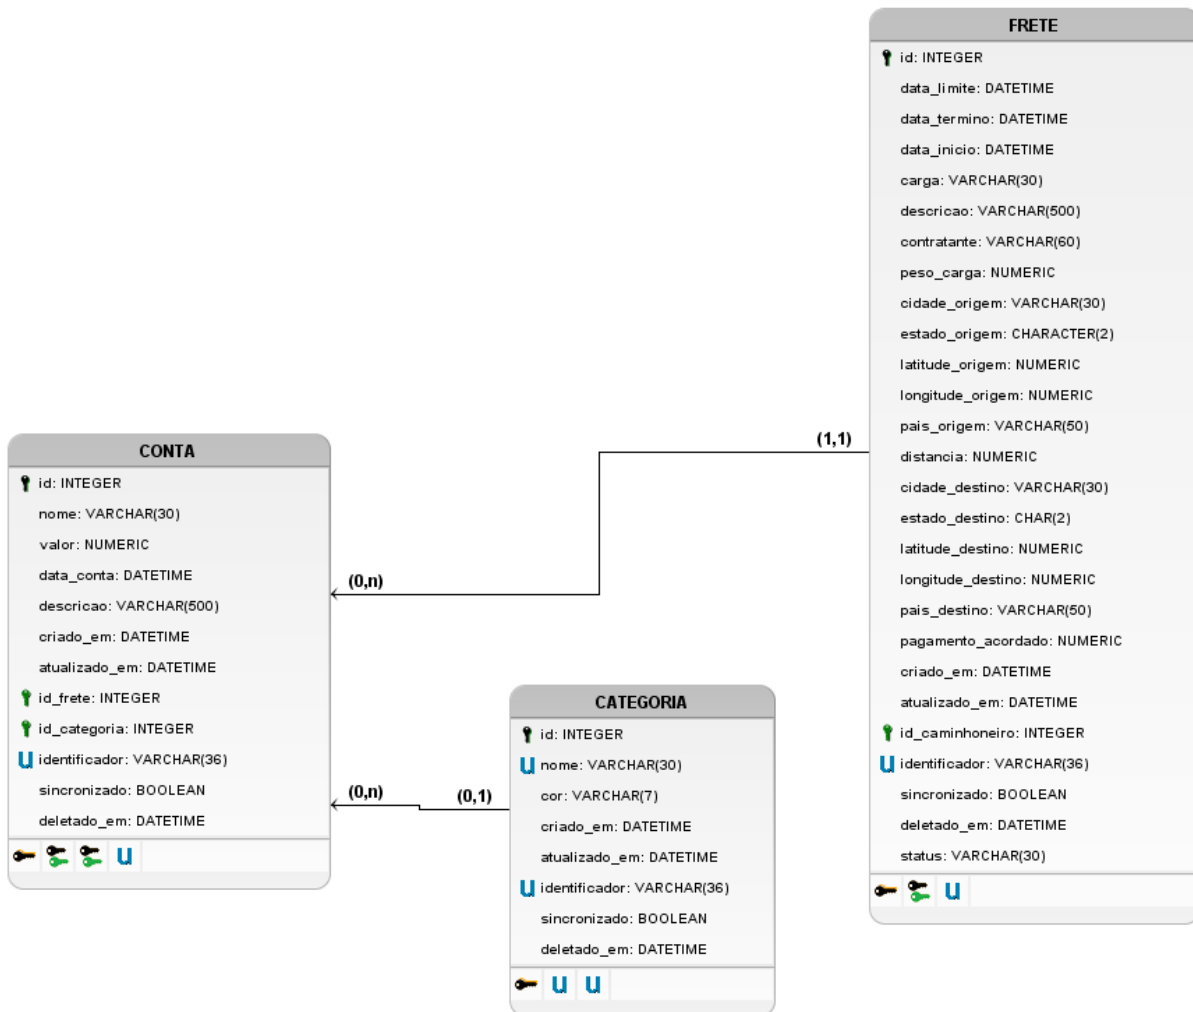 FRETE
id: INTEGER
data_limite: DATETIME
data_termino: DATETIME
data_inicio: DATETIME
carga: VARCHAR(30)
descricao: VARCHAR(500)
contratante: VARCHAR(60)
peso_carga: NUMERIC
cidade_origem: VARCHAR(30)
estado_origem: CHARACTER(2)
latitude_origem: NUMERIC
longitude_origem: NUMERIC
pais_origem: VARCHAR(50)
distancia: NUMERIC
cidade_destino: VARCHAR(30)
estado_destino: CHAR(2)
latitude_destino: NUMERIC
longitude_destino: NUMERIC
pais_destino: VARCHAR(50)
pagamento_acordado: NUMERIC
criado_em: DATETIME
atualizado_em: DATETIME
id_caminhoneiro: INTEGER
U identificador: VARCHAR(36)
sincronizado: BOOLEAN
deletado_em: DATETIME
status: VARCHAR(30)
U
(1,1)
(0,n)
CONTA
id: INTEGER
nome: VARCHAR(30)
valor: NUMERIC
data_conta: DATETIME
descricao: VARCHAR(500)
criado_em: DATETIME
atualizado_em: DATETIME
id_frete: INTEGER
id_categoria: INTEGER
U identificador: VARCHAR(36)
sincronizado: BOOLEAN
deletado_em: DATETIME
U
(0,n)
(0,1)
CATEGORIA
id: INTEGER
U nome: VARCHAR(30)
cor: VARCHAR(7)
criado_em: DATETIME
atualizado_em: DATETIME
U identificador: VARCHAR(36)
sincronizado: BOOLEAN
deletado_em: DATETIME
U U